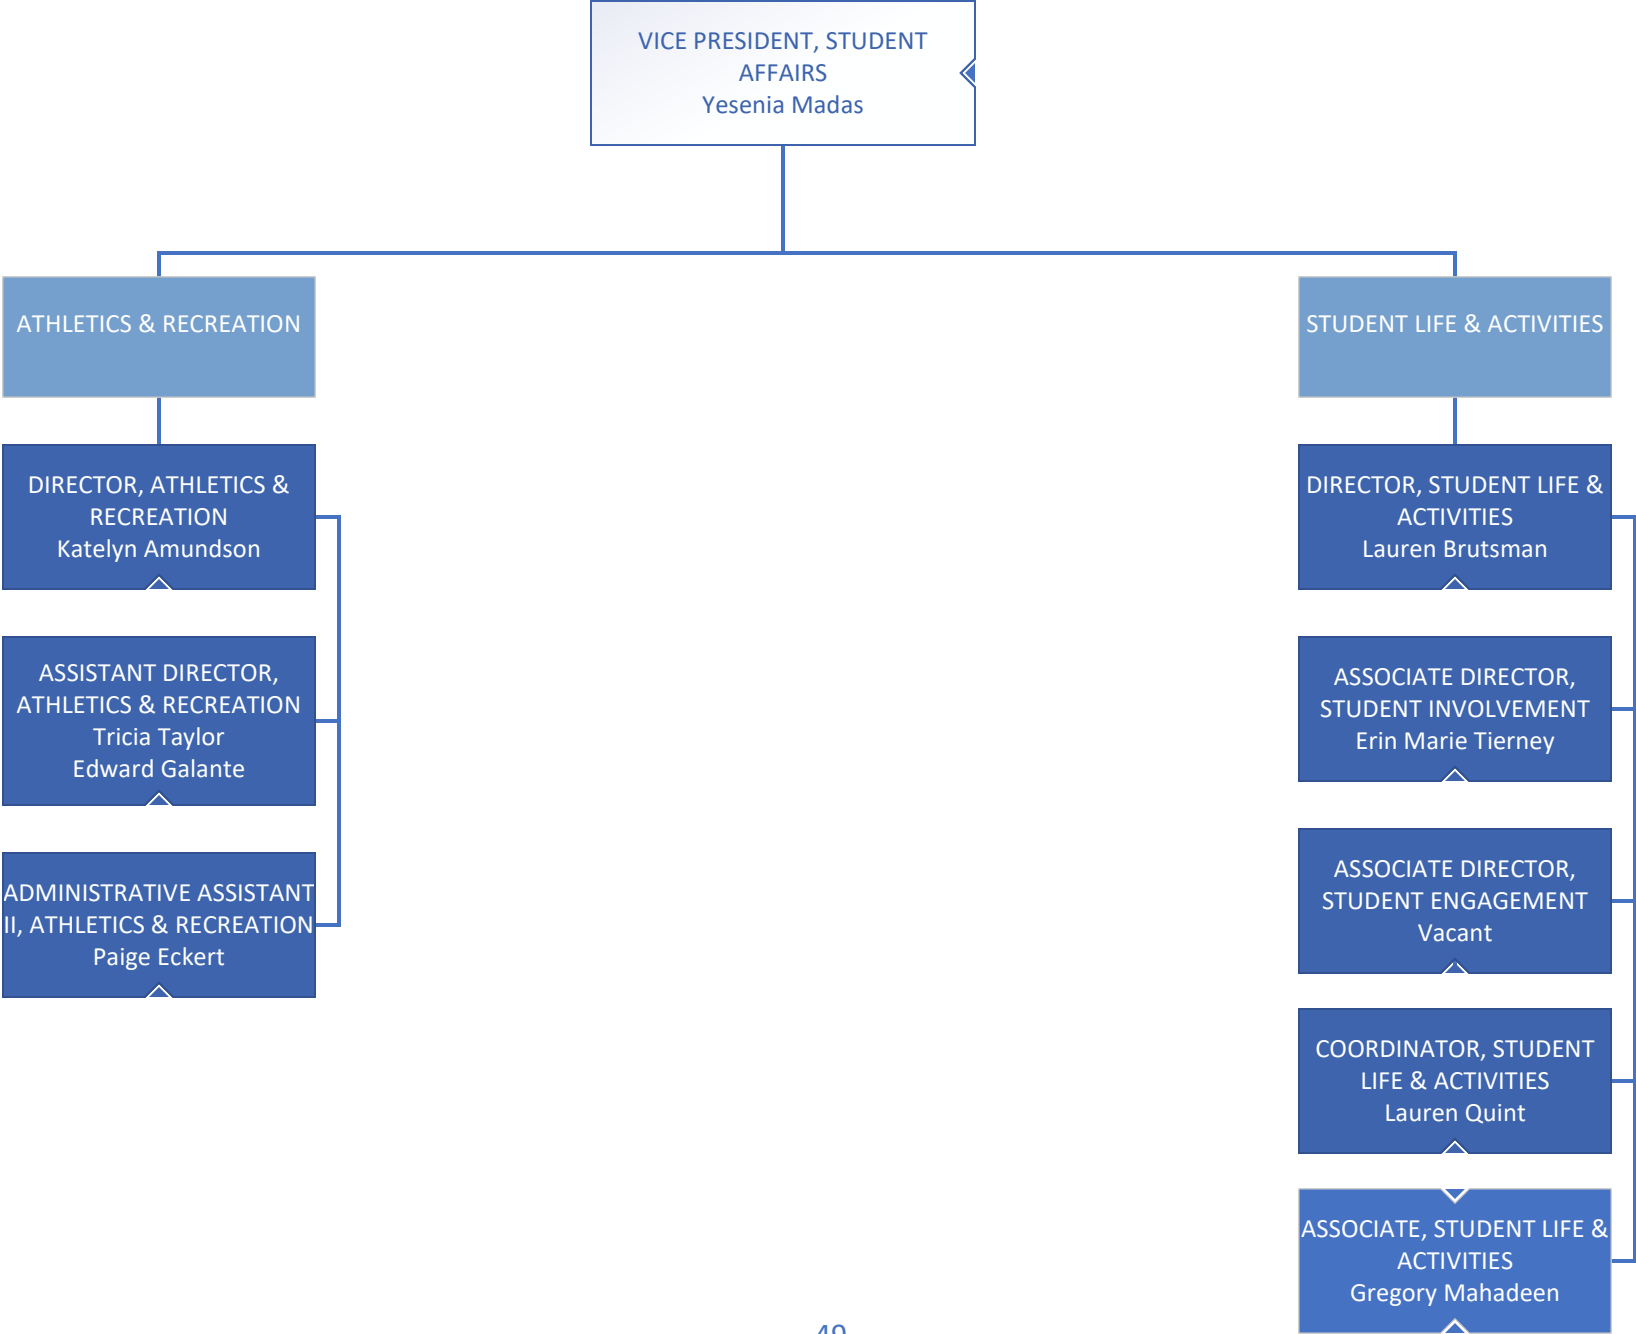 VICE PRESIDENT, STUDENT
AFFAIRS
Yesenia Madas
ATHLETICS & RECREATION
DIRECTOR, ATHLETICS &
RECREATION
Katelyn Amundson
ASSISTANT DIRECTOR,
ATHLETICS & RECREATION
Tricia Taylor
Edward Galante
ADMINISTRATIVE ASSISTANT
II, ATHLETICS & RECREATION
Paige Eckert
STUDENT LIFE & ACTIVITIES
DIRECTOR, STUDENT LIFE &
ACTIVITIES
Lauren Brutsman
ASSOCIATE DIRECTOR,
STUDENT INVOLVEMENT
Erin Marie Tierney
ASSOCIATE DIRECTOR,
STUDENT ENGAGEMENT
Vacant
COORDINATOR, STUDENT
LIFE & ACTIVITIES
Lauren Quint
ASSOCIATE, STUDENT LIFE &
ACTIVITIES
Gregory Mahadeen
49